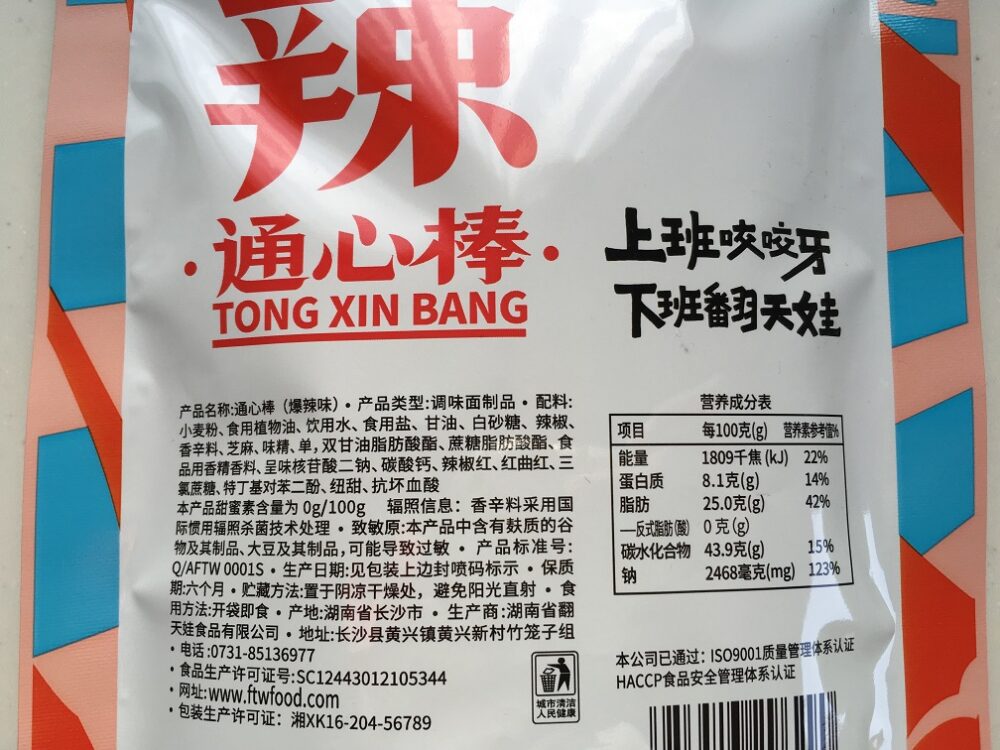 辣
·通心棒·
TONG XIN BANG
上班咬咬牙
下班翻天娃
产品名称:通心棒（爆辣味）• 产品类型:调味面制品 • 配料:
小麦粉、食用植物油、饮用水、食用盐、甘油、白砂糖、辣椒、
香辛料、芝麻、味精、单，双甘油脂肪酸酯、蔗糖脂肪酸酯、食
品用香精香料、呈味核苷酸二钠、碳酸钙、辣椒红、红曲红、三
氯蔗糖、特丁基对苯二酚、纽甜、抗坏血酸
本产品甜蜜素含量为 0g/100g 辐照信息：香辛料采用国
际惯用辐照杀菌技术处理 • 致敏原:本产品中含有麸质的谷
物及其制品、大豆及其制品,可能导致过敏 • 产品标准号:
Q/AFTW 0001S • 生产日期:见包装上边封喷码标示 • 保质
期:六个月 • 贮藏方法:置于阴凉干燥处，避免阳光直射 • 食
用方法:开袋即食 • 产地:湖南省长沙市 • 生产商:湖南省翻
天娃食品有限公司 • 地址:长沙县黄兴镇黄兴新村竹笼子组
• 电话:0731-85136977
• 食品生产许可证号:SC12443012105344
• 网址:www.ftwfood.com
• 包装生产许可证：湘XK16-204-56789
营养成分表
项目 每100克(g) 营养素参考值%
能量 1809千焦(kJ) 22%
蛋白质 8.1克(g) 14%
脂肪 25.0克(g) 42%
—反式脂肪(酸) 0克(g)
碳水化合物 43.9克(g) 15%
钠 2468毫克(mg) 123%
城市清洁
人民健康
本公司已通过：ISO9001质量管理体系认证
HACCP食品安全管理体系认证